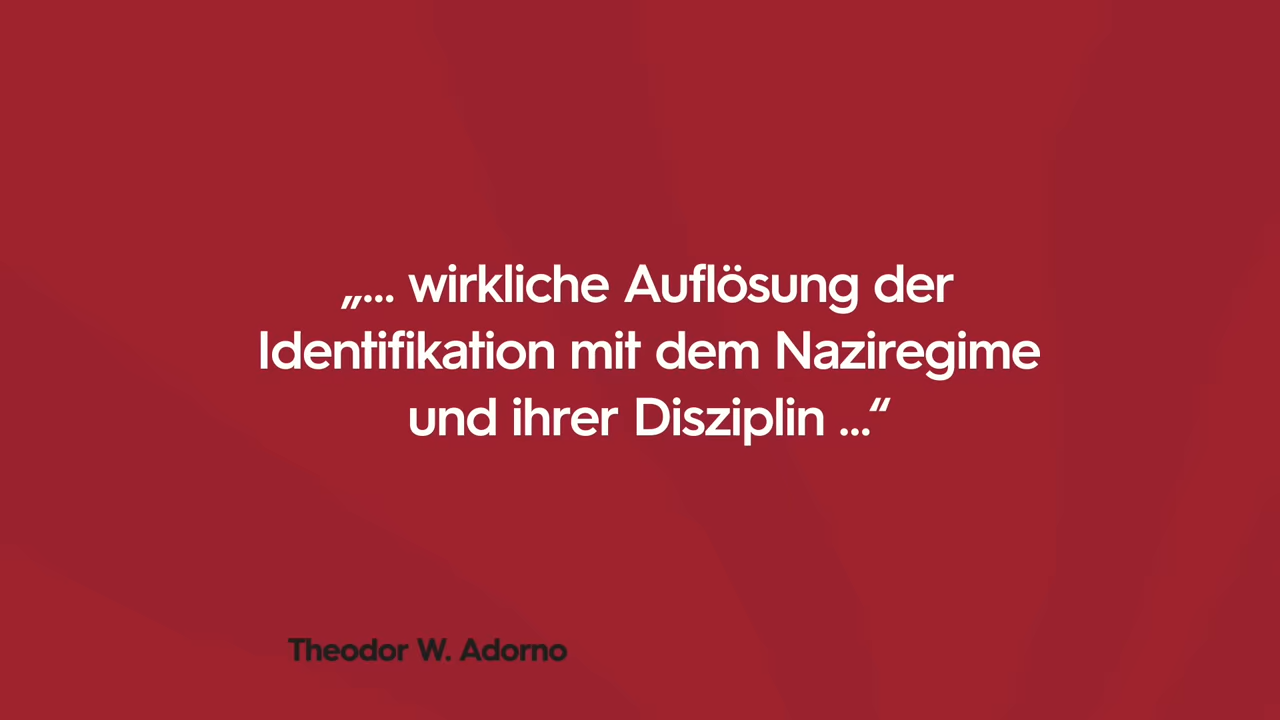 „... wirkliche Auflösung der
Identifikation mit dem Naziregime
und ihrer Disziplin ...“
Theodor W. Adorno